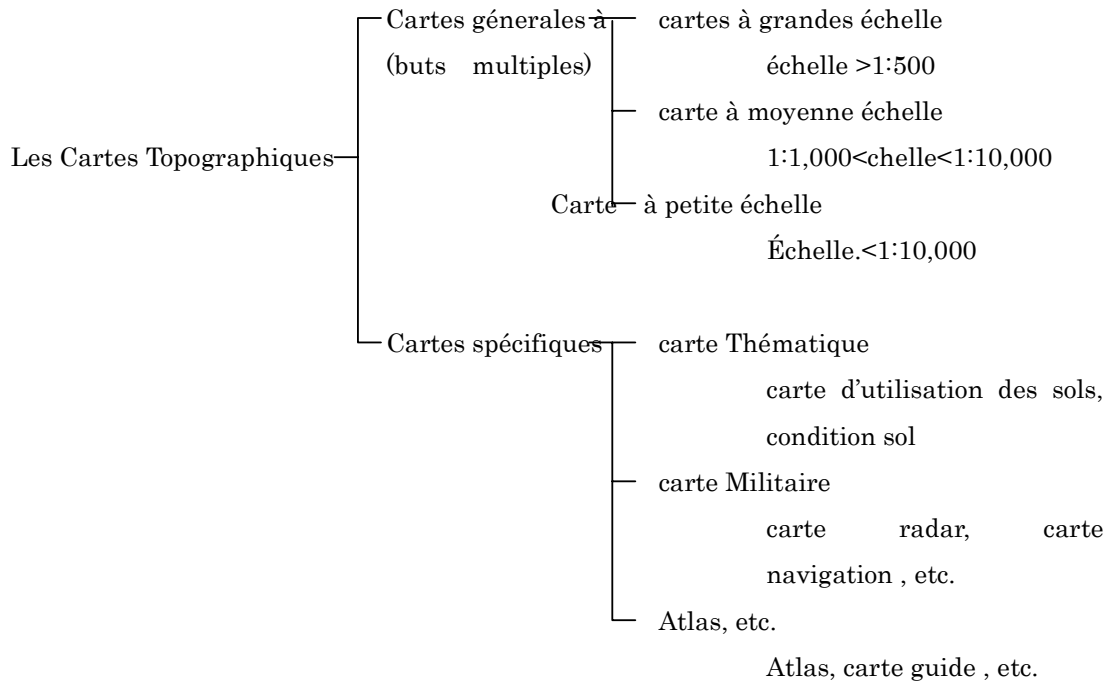 Cartes génerales à
(buts multiples)
cartes à grandes échelle
échelle >1:500
carte à moyenne échelle
1:1,000<chelle<1:10,000
Les Cartes Topographiques
Carte à petite échelle
Échelle.<1:10,000
Cartes spécifiques
carte Thématique
carte d’utilisation des sols,
condition sol
carte Militaire
carte radar, carte
navigation , etc.
Atlas, etc.
Atlas, carte guide , etc.